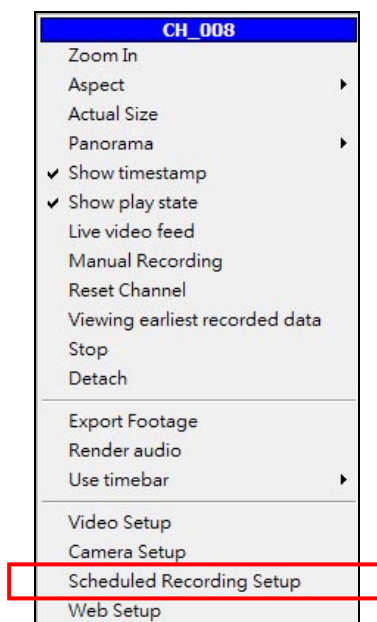 CH_008
Zoom In
Aspect
Actual Size
Panorama
Show timestamp
Show play state
Live video feed
Manual Recording
Reset Channel
Viewing earliest recorded data
Stop
Detach
Export Footage
Render audio
Use timebar
Video Setup
Camera Setup
Scheduled Recording Setup
Web Setup